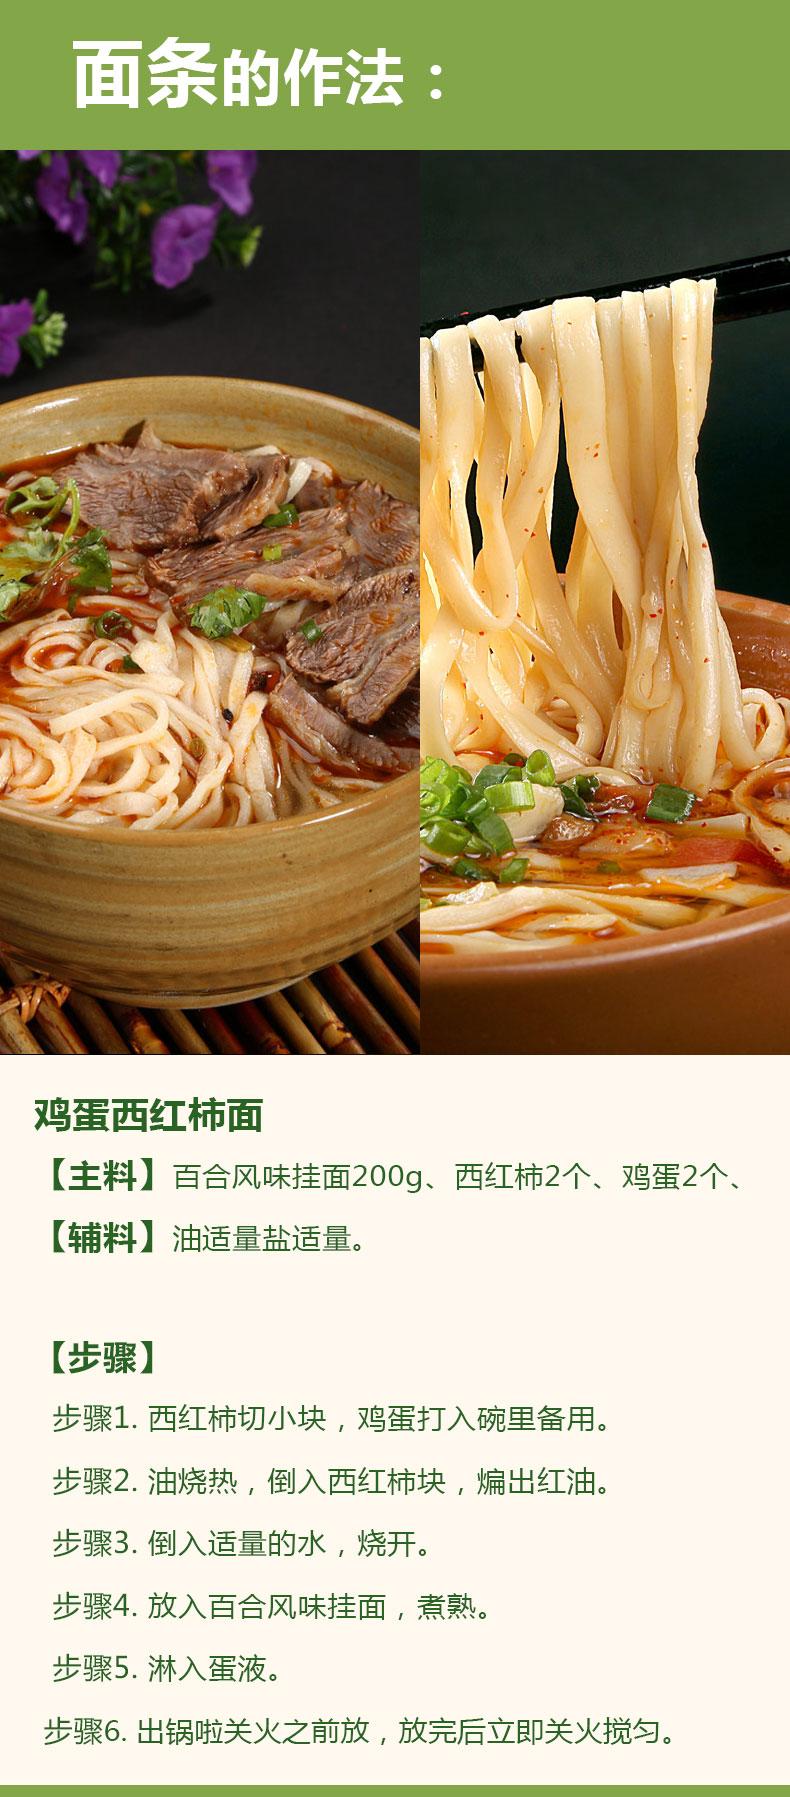 面条的作法：
鸡蛋西红柿面
【主料】百合风味挂面200g、西红柿2个、鸡蛋2个、
【辅料】油适量盐适量。
【步骤】
步骤1. 西红柿切小块，鸡蛋打入碗里备用。
步骤2. 油烧热，倒入西红柿块，煸出红油。
步骤3. 倒入适量的水，烧开。
步骤4. 放入百合风味挂面，煮熟。
步骤5. 淋入蛋液。
步骤6. 出锅啦关火之前放，放完后立即关火搅匀。